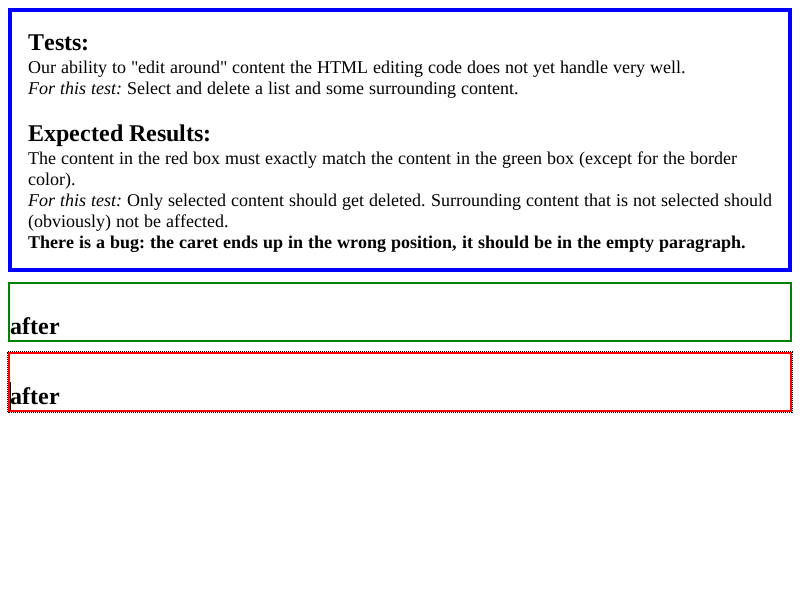 Tests:
Our ability to "edit around" content the HTML editing code does not yet handle very well.
For this test: Select and delete a list and some surrounding content.
Expected Results:
The content in the red box must exactly match the content in the green box (except for the border
color).
For this test: Only selected content should get deleted. Surrounding content that is not selected should
(obviously) not be affected.
There is a bug: the caret ends up in the wrong position, it should be in the empty paragraph.
after
after